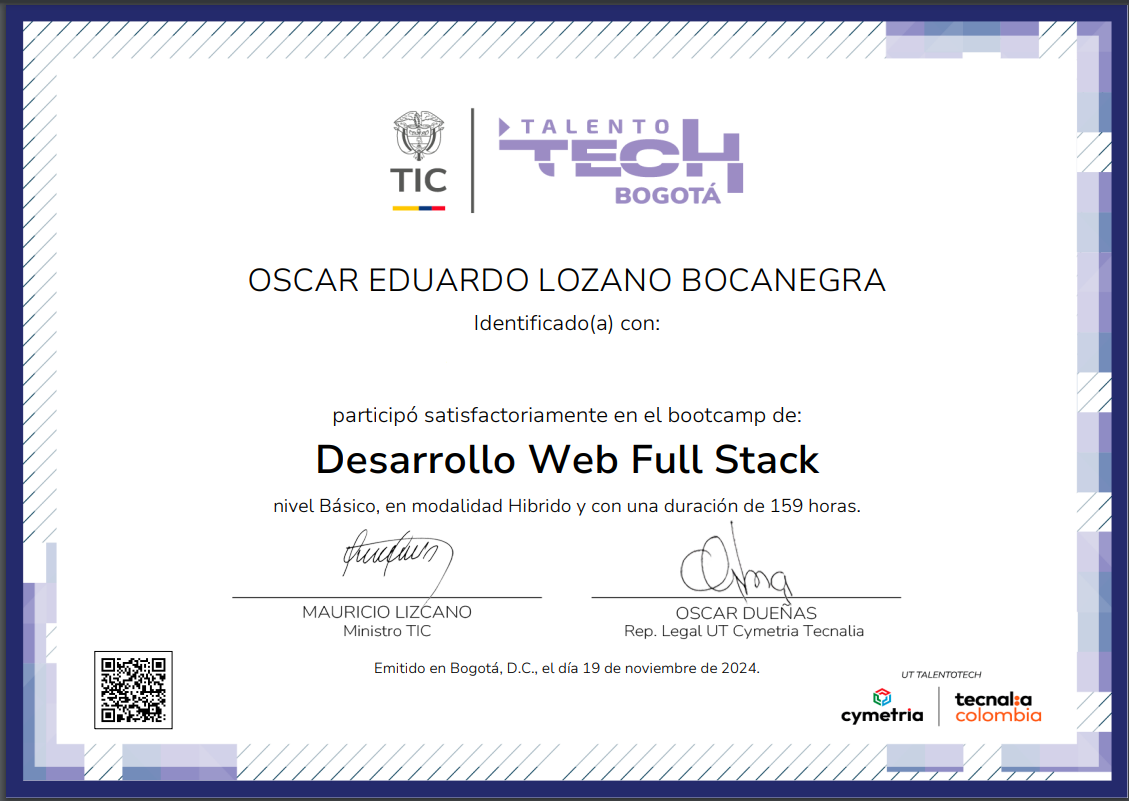 TIC
TALENTO
TECH
BOGOTÁ
OSCAR EDUARDO LOZANO BOCANEGRA
Identificado(a) con:
participó satisfactoriamente en el bootcamp de:
Desarrollo Web Full Stack
nivel Básico, en modalidad Hibrido y con una duración de 159 horas.
MAURICIO LIZCANO
Ministro TIC
OSCAR DUEÑAS
Rep. Legal UT Cymetria Tecnalia
Emitido en Bogotá, D.C., el día 19 de noviembre de 2024.
UT TALENTOTECH
cymetria
tecnal:a
colombia